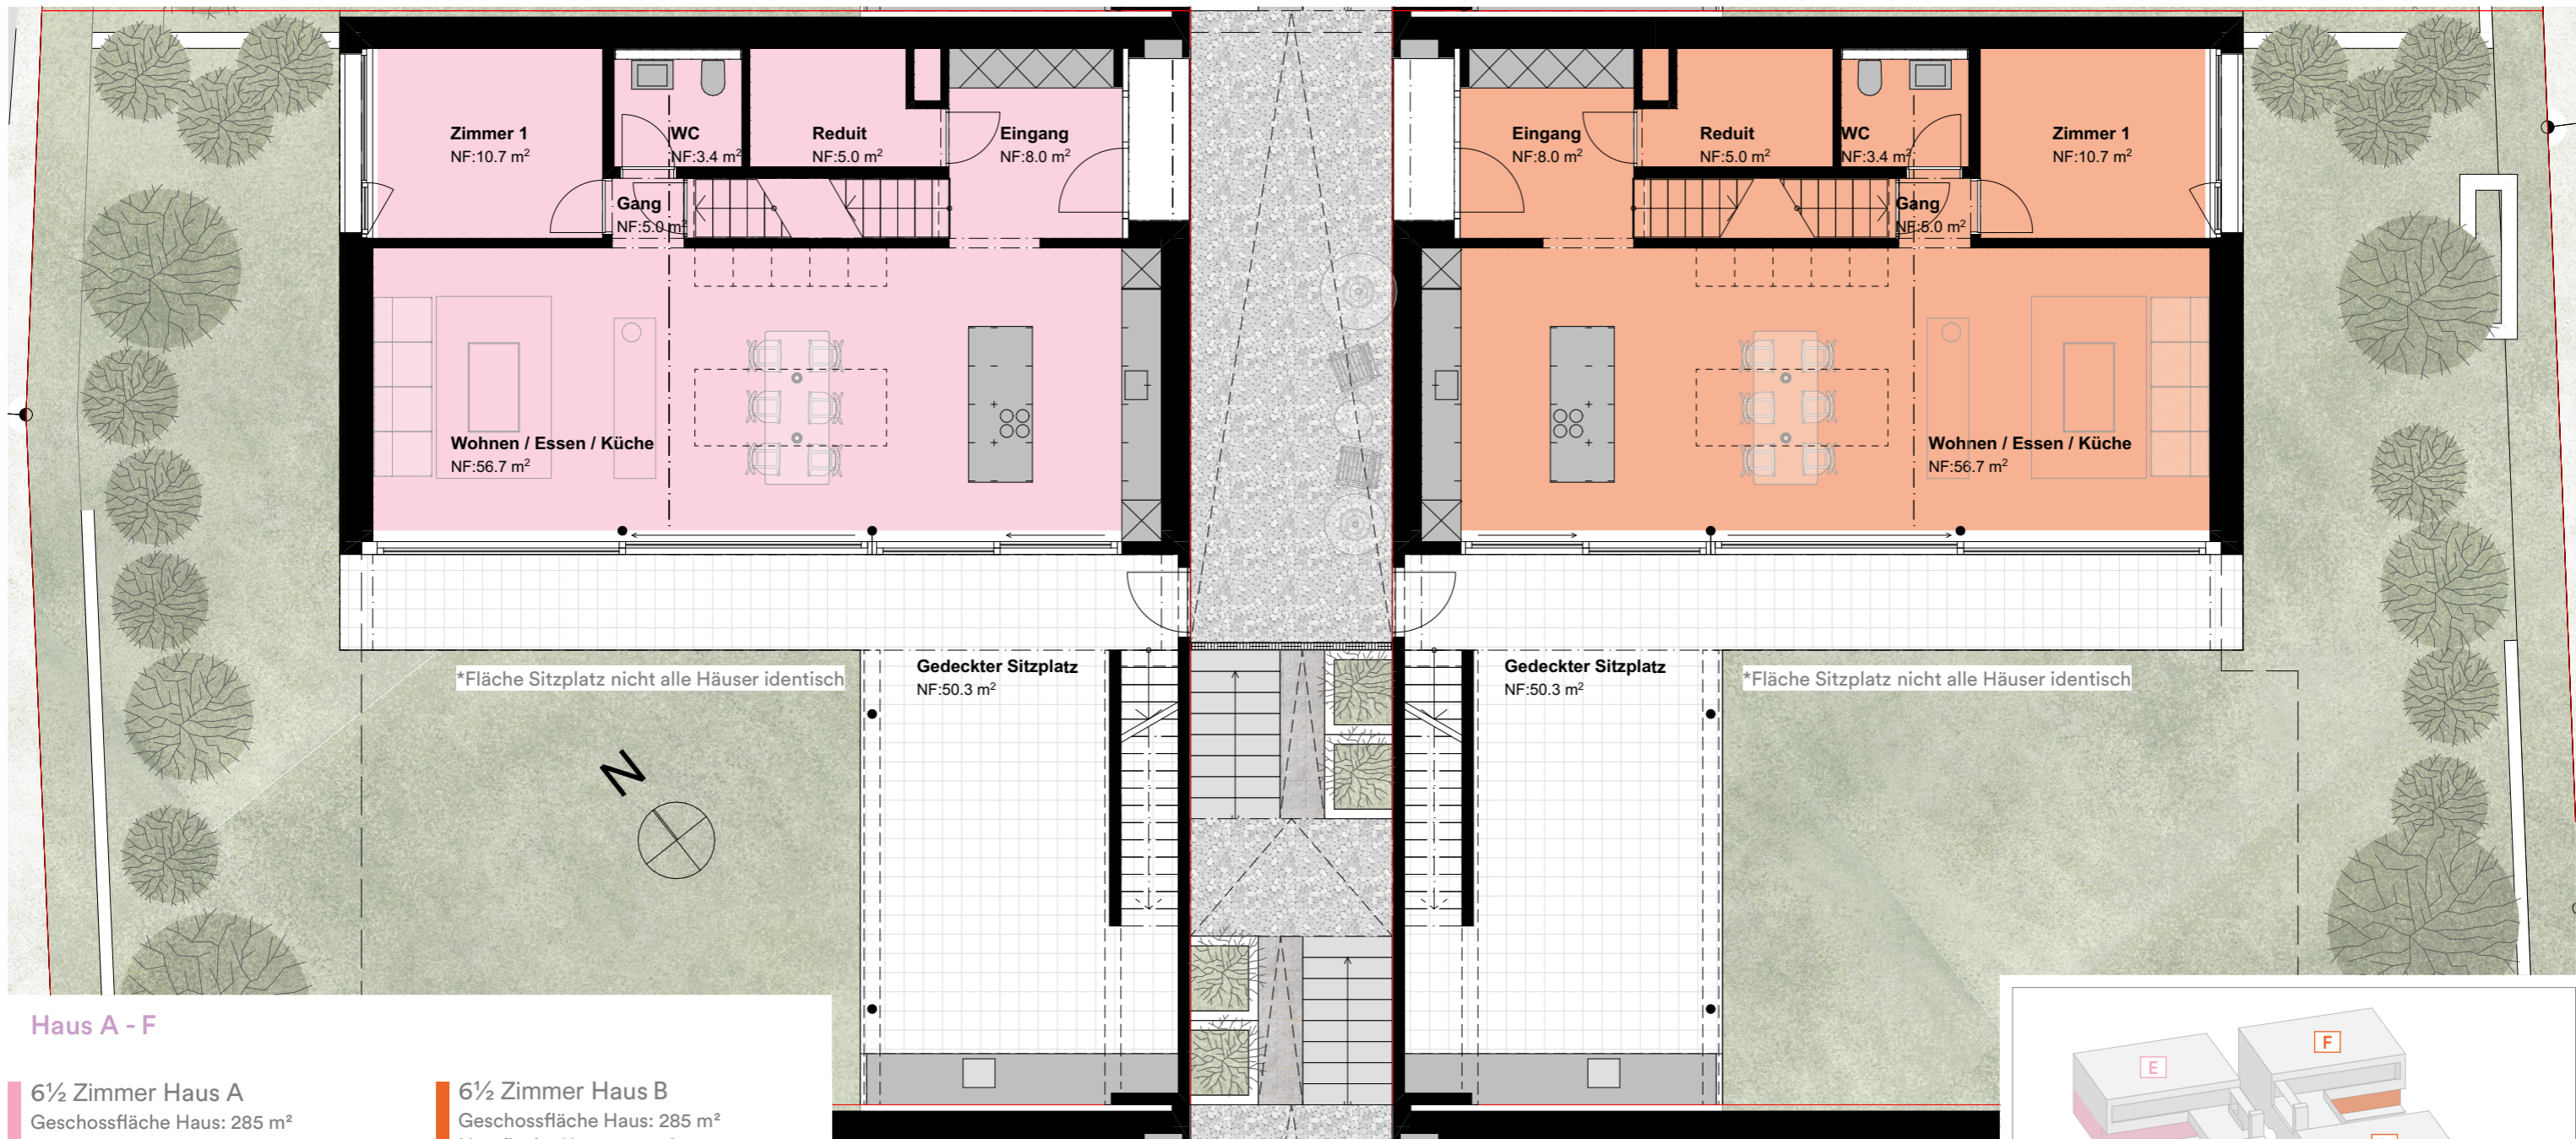 Zimmer 1
NF:10.7 m²
WC
NF:3.4 m²
Reduit
NF:5.0 m²
Eingang
NF:8.0 m²
Gang
NF:5.0 m²
Wohnen / Essen / Küche
NF:56.7 m²
Eingang
NF:8.0 m²
Reduit
NF:5.0 m²
WC
NF:3.4 m²
Zimmer 1
NF:10.7 m²
Gang
NF:5.0 m²
Wohnen / Essen / Küche
NF:56.7 m²
*Fläche Sitzplatz nicht alle Häuser identisch
Gedeckter Sitzplatz
NF:50.3 m²
Gedeckter Sitzplatz
NF:50.3 m²
*Fläche Sitzplatz nicht alle Häuser identisch
N
Haus A - F
6½ Zimmer Haus A
Geschossfläche Haus: 285 m²
6½ Zimmer Haus B
Geschossfläche Haus: 285 m²
E
F